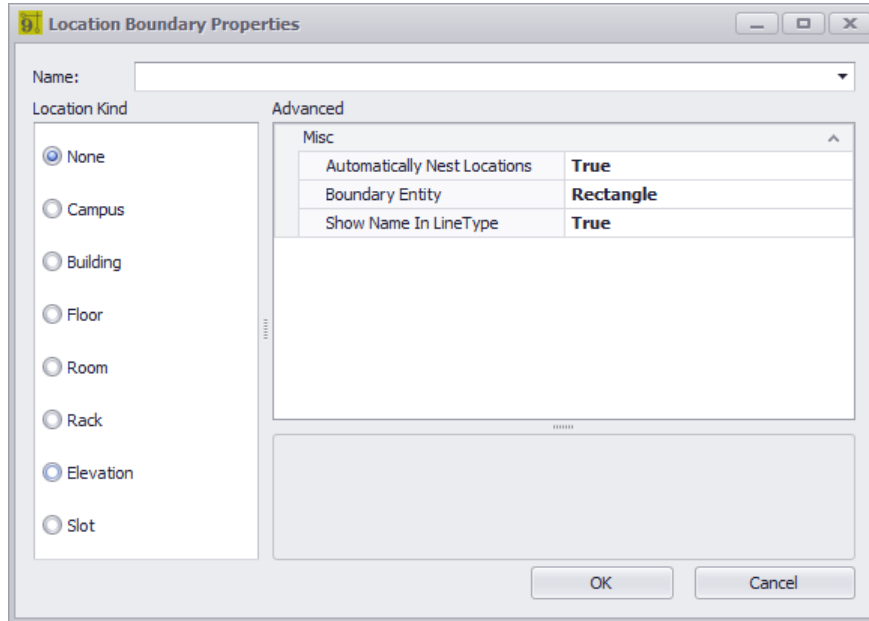 9
Location Boundary Properties
Name:
Location Kind
Advanced
None
Campus
Building
Floor
Room
Rack
Elevation
Slot
Misc
Automatically Nest Locations True
Boundary Entity Rectangle
Show Name In LineType True
OK Cancel